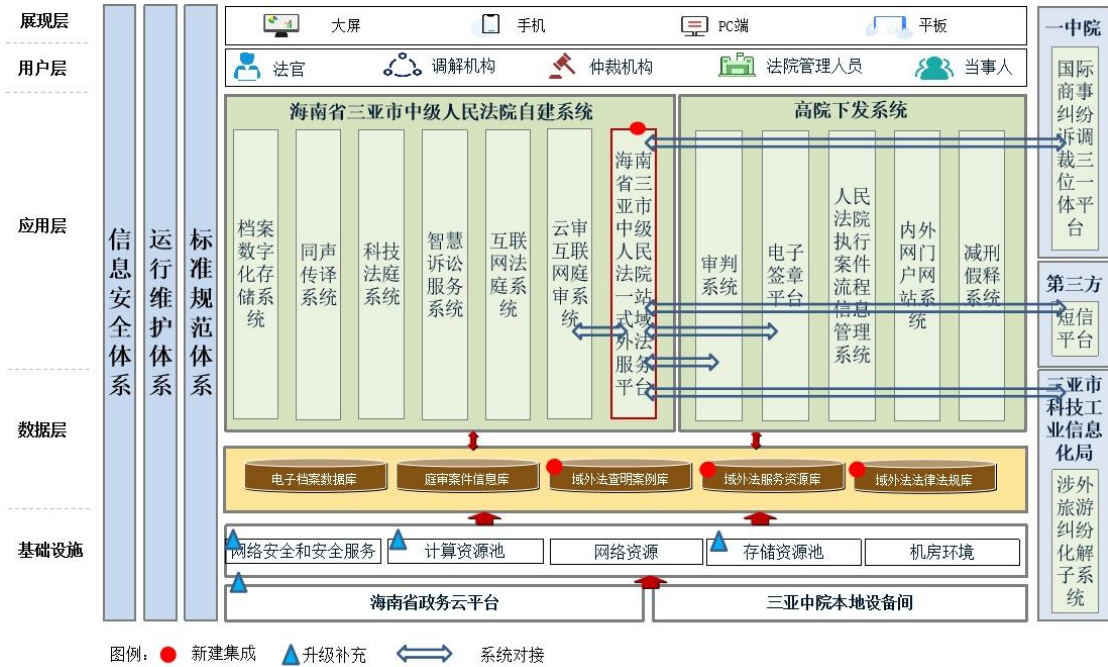 展现层
大屏
手机
PC端
平板
用户层
法官
调解机构
仲裁机构
法院管理人员
当事人
应用层
数据层
基础设施
信息安全体系
运行维护体系
标准规范体系
海南省三亚市中级人民法院自建系统
档案
数字
化存
储系
统
同声
传译
系统
科技
法庭
系统
智慧
诉讼
服务
系统
互联
网法
庭系
统
云审
互联
网庭
审系
统
海南
省三
亚市
中级
人民
法院
一站
式域
外法
服务
平台
高院下发系统
审判
系统
电子
签章
平台
人民
法院
执行
案件
流程
信息
管理
系统
内外
网门
户网
站系
统
减刑
假释
系统
一中院
国际
商事
纠纷
诉调
裁三
位一
体平
台
第三方
短信
平台
三亚市
科技工
业信息
化局
涉外
旅游
纠纷
化解
子系
统
电子档案数据库
庭审案件信息库
域外法查明案例库
域外法服务资源库
域外法法律法规库
网络安全和安全服务
计算资源池
网络资源
存储资源池
机房环境
海南省政务云平台
三亚中院本地设备间
图例：
新建集成
升级补充
系统对接